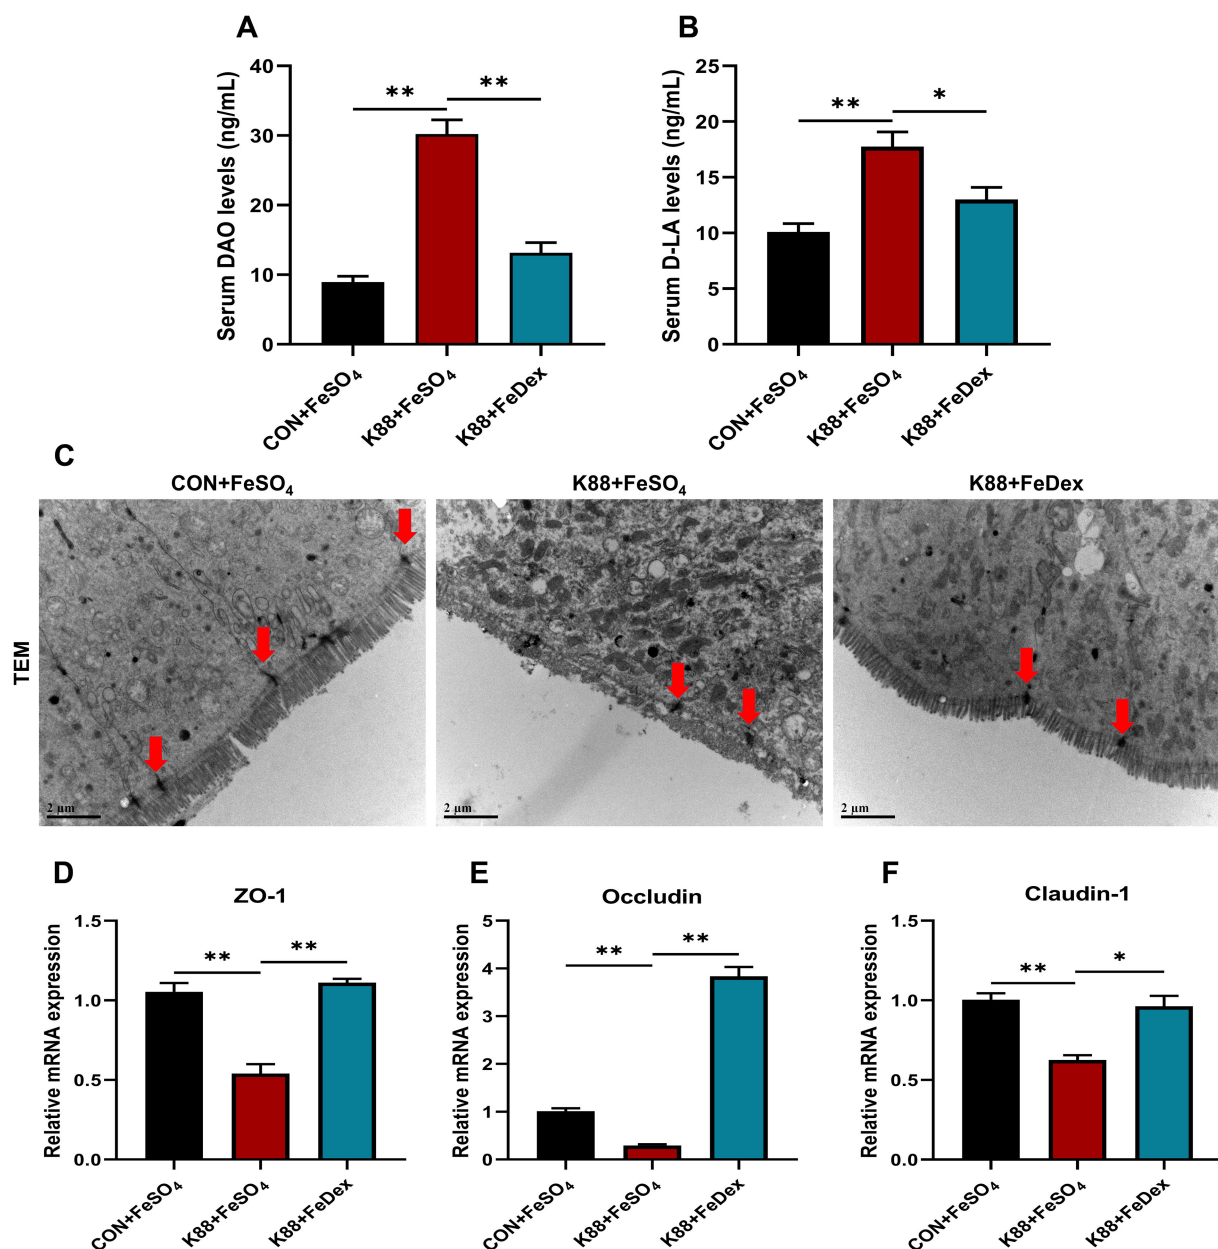 A
Serum DAO levels (ng/mL)
40
30
20
10
0
**
**
CON+FeSO4
K88+FeSO4
K88+FeDex
B
Serum D-LA levels (ng/mL)
25
20
15
10
5
0
**
*
CON+FeSO4
K88+FeSO4
K88+FeDex
C
CON+FeSO4
K88+FeSO4
K88+FeDex
TEM
2 µm
2 µm
2 µm
D
ZO-1
Relative mRNA expression
1.5
1.0
0.5
0.0
**
**
CON+FeSO4
K88+FeSO4
K88+FeDex
E
Occludin
Relative mRNA expression
5
4
3
2
1
0
**
**
CON+FeSO4
K88+FeSO4
K88+FeDex
F
Claudin-1
Relative mRNA expression
1.5
1.0
0.5
0.0
**
*
CON+FeSO4
K88+FeSO4
K88+FeDex